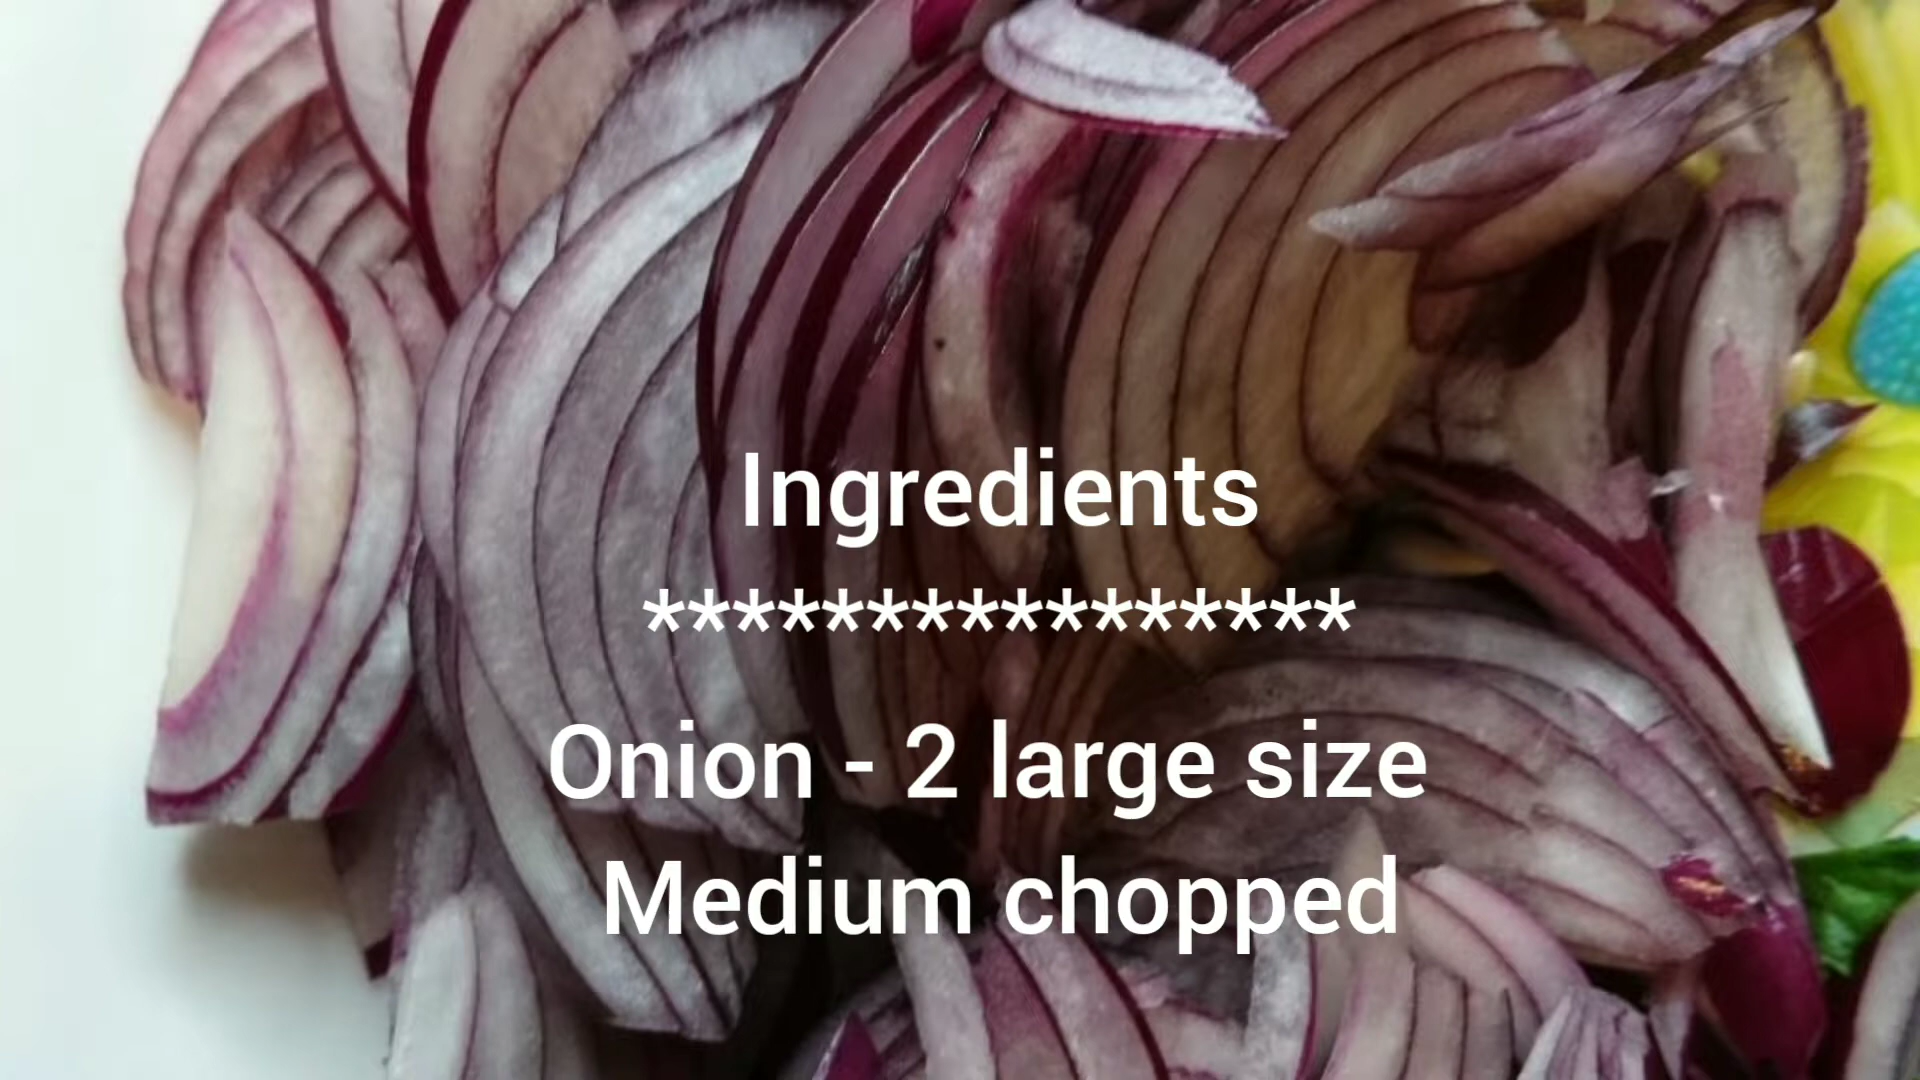 Ingredients
****************
Onion - 2 large size
Medium chopped